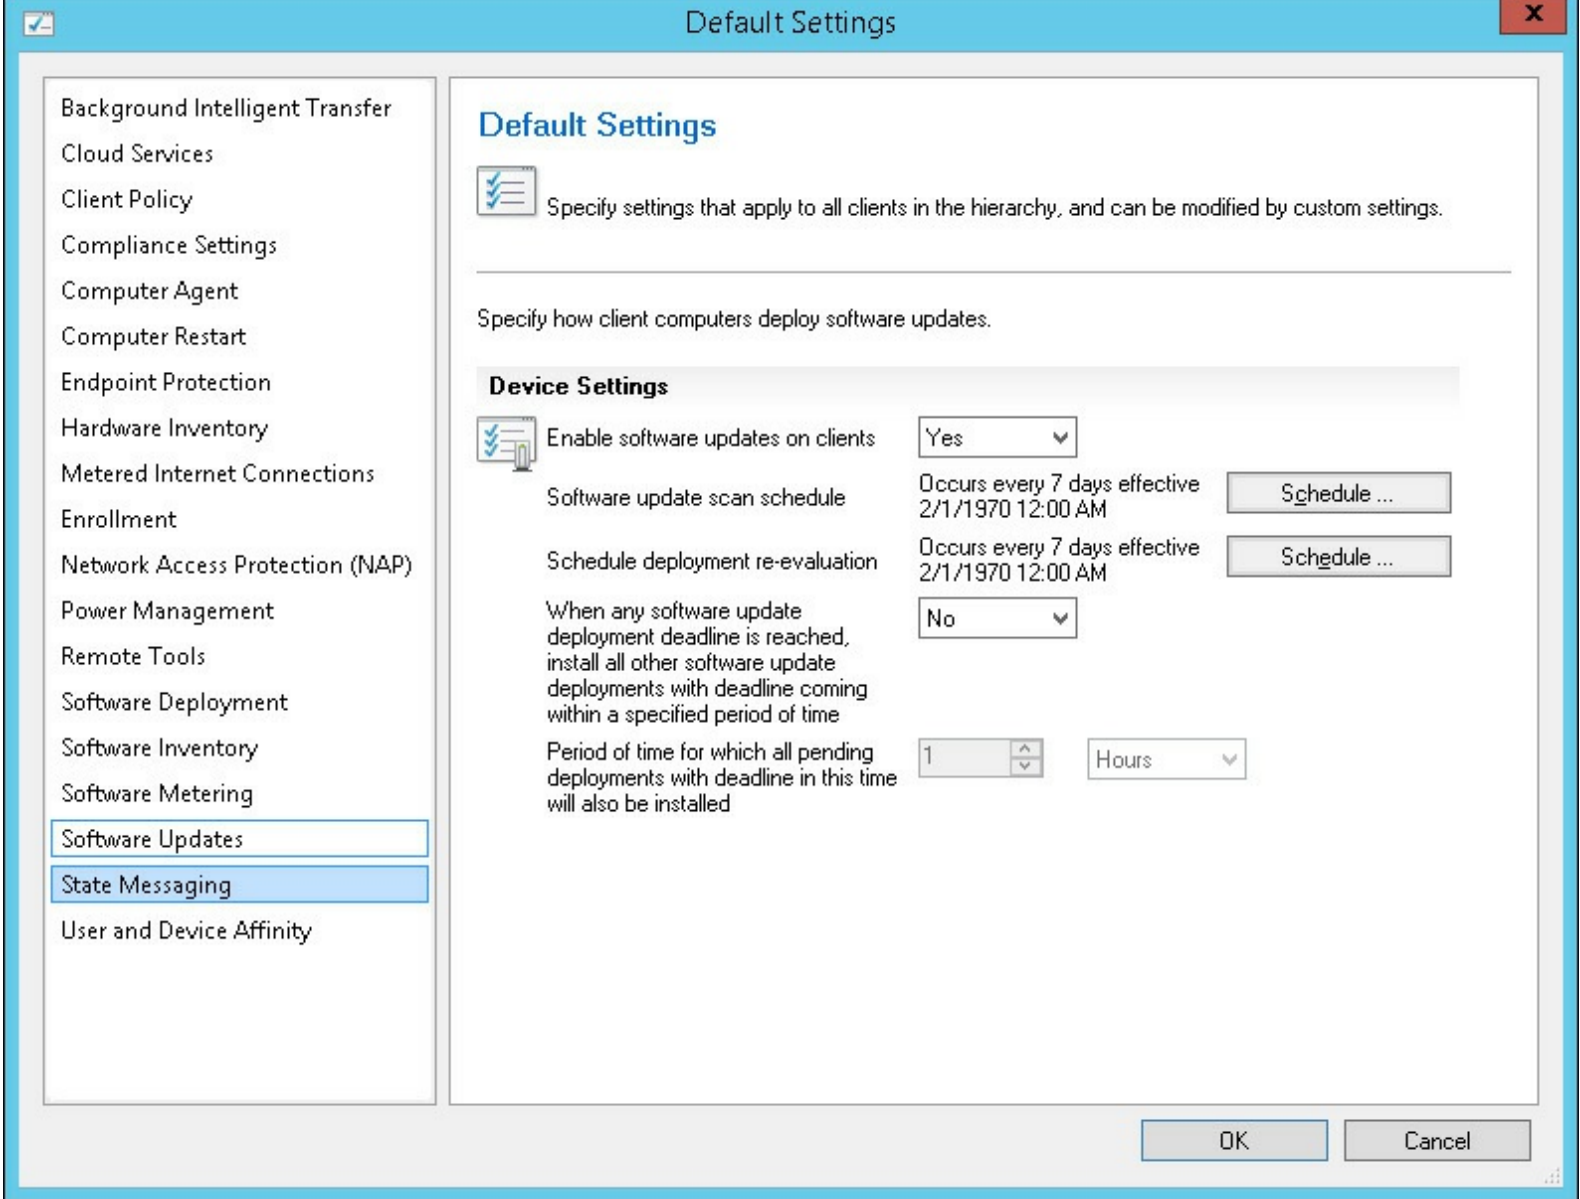 Default Settings
x
Background Intelligent Transfer
Cloud Services
Client Policy
Compliance Settings
Computer Agent
Computer Restart
Endpoint Protection
Hardware Inventory
Metered Internet Connections
Enrollment
Network Access Protection (NAP)
Power Management
Remote Tools
Software Deployment
Software Inventory
Software Metering
Software Updates
State Messaging
User and Device Affinity
Default Settings
Specify settings that apply to all clients in the hierarchy, and can be modified by custom settings.
Specify how client computers deploy software updates.
Device Settings
Enable software updates on clients
Yes
Software update scan schedule
Occurs every 7 days effective
2/1/1970 12:00 AM
Schedule ...
Schedule deployment re-evaluation
Occurs every 7 days effective
2/1/1970 12:00 AM
Schedule ...
When any software update
deployment deadline is reached,
install all other software update
deployments with deadline coming
within a specified period of time
No
Period of time for which all pending
deployments with deadline in this time
will also be installed
1
Hours
OK
Cancel